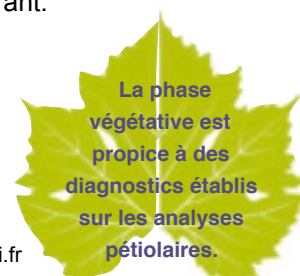 ant.
La phase
végétative est
propice à des
diagnostics établis
sur les analyses
i.fr
pétiolaires.